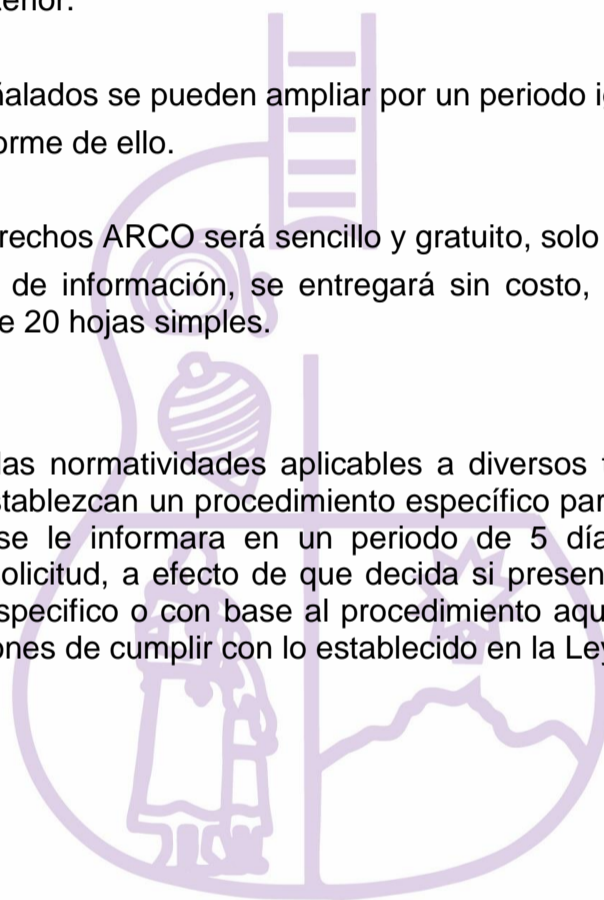 terior.
ñalados se pueden ampliar por un periodo
orme de ello.
rechos ARCO será sencillo y gratuito, solo
de información, se entregará sin costo,
e 20 hojas simples.
las normatividades aplicables a diversos
stablezcan un procedimiento específico par
se le informara en un periodo de 5 día
olicitud, a efecto de que decida si presen
specifico o con base al procedimiento aqu
ones de cumplir con lo establecido en la Ley